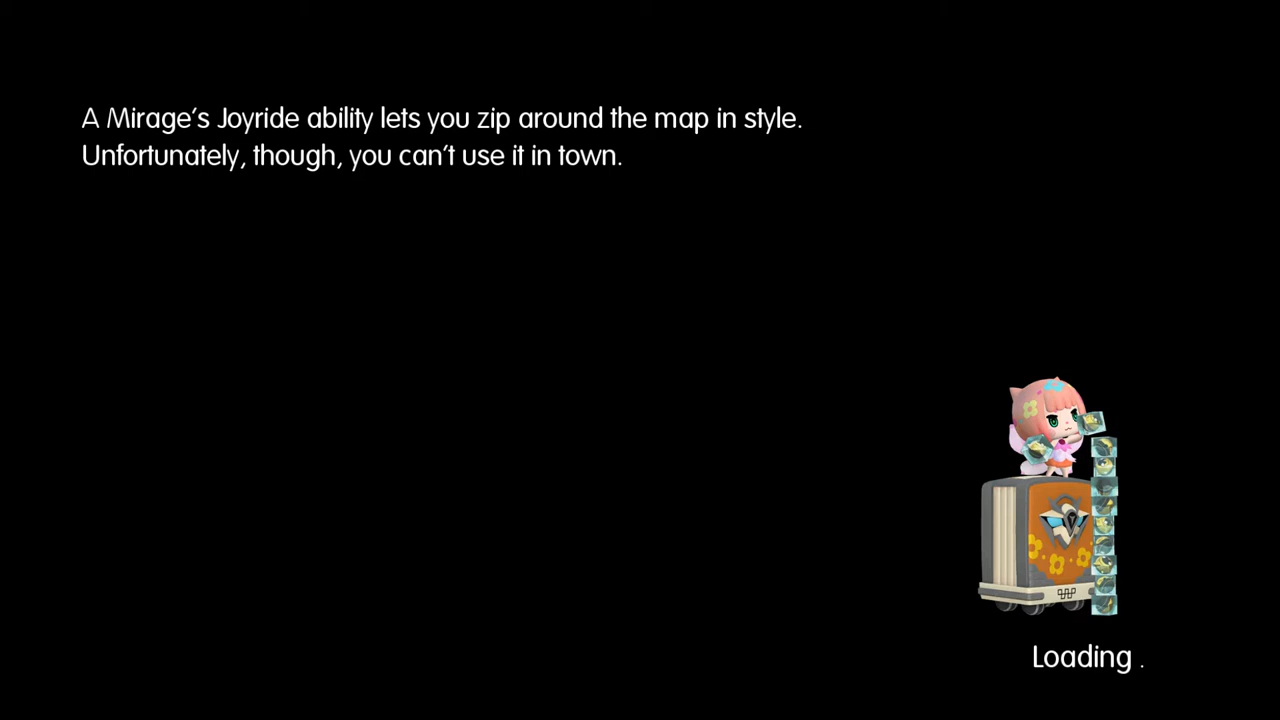 A Mirage's Joyride ability lets you zip around the map in style.
Unfortunately, though, you can't use it in town.
Loading .